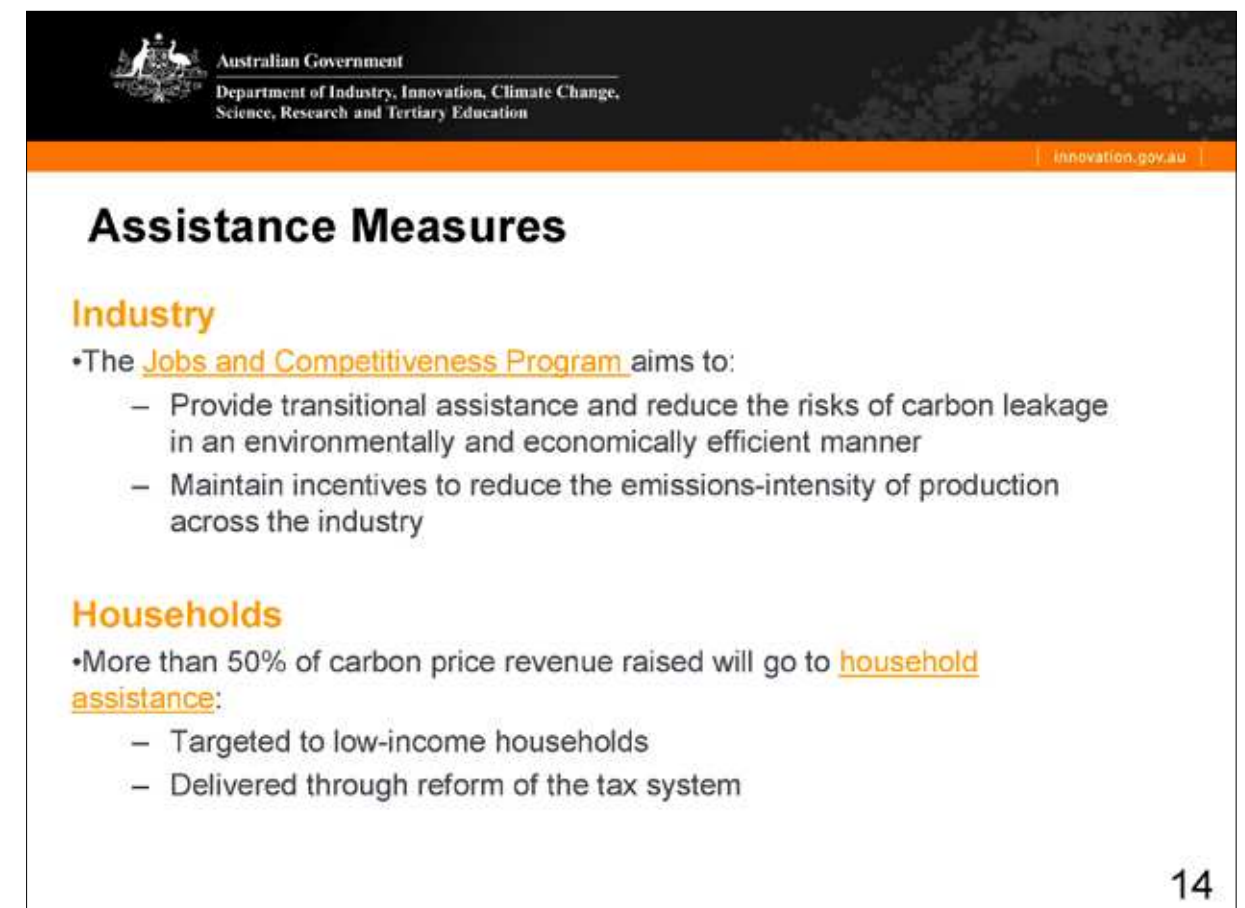 Australian Government
Department of Industry, Innovation, Climate Change,
Science, Research and Tertiary Education
innovation.gov.au
Assistance Measures
Industry
•The Jobs and Competitiveness Program aims to:
– Provide transitional assistance and reduce the risks of carbon leakage
in an environmentally and economically efficient manner
– Maintain incentives to reduce the emissions-intensity of production
across the industry
Households
•More than 50% of carbon price revenue raised will go to household
assistance:
– Targeted to low-income households
– Delivered through reform of the tax system
14